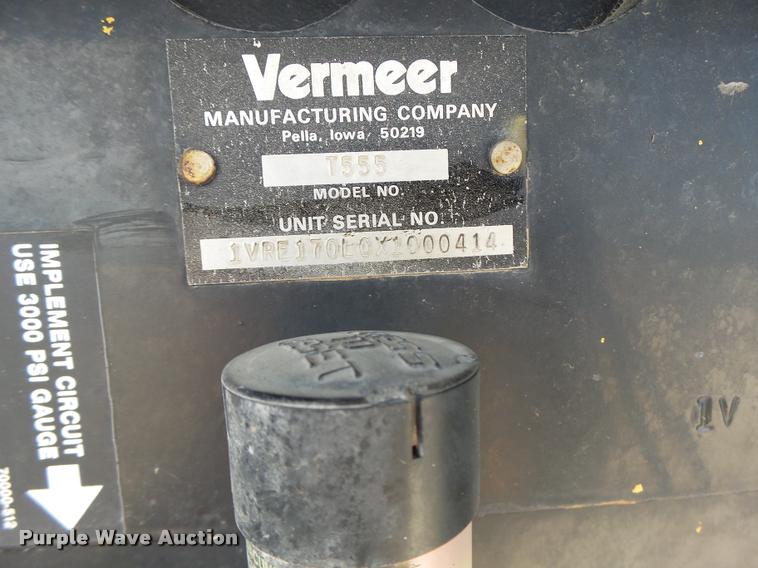 Vermeer
MANUFACTURING COMPANY
Pella, Iowa 50219
T555
MODEL NO.
UNIT SERIAL NO.
1VRE170L0X1000414
IMPLEMENT CIRCUIT
USE 3000 PSI GAUGE
1V
Purple Wave Auction